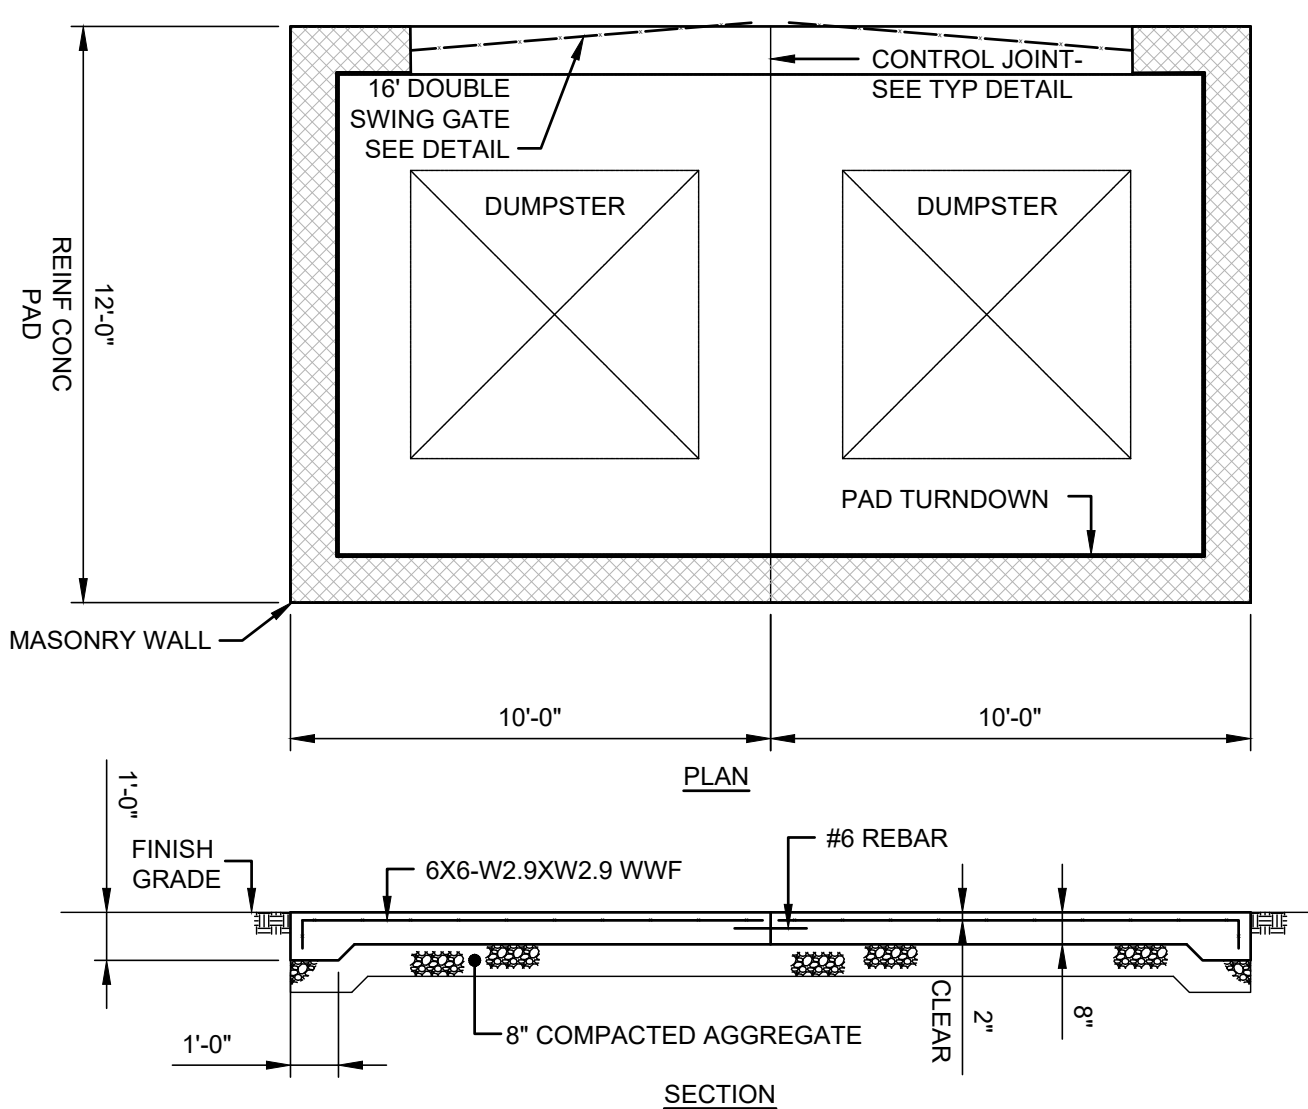 CONTROL JOINT-
SEE TYP DETAIL
16' DOUBLE
SWING GATE
SEE DETAIL
DUMPSTER
DUMPSTER
12'-0"
REINF CONC
PAD
PAD TURNDOWN
MASONRY WALL
10'-0"
10'-0"
PLAN
1'-0"
FINISH
GRADE
6X6-W2.9XW2.9 WWF
#6 REBAR
2"
CLEAR
8"
8" COMPACTED AGGREGATE
1'-0"
SECTION